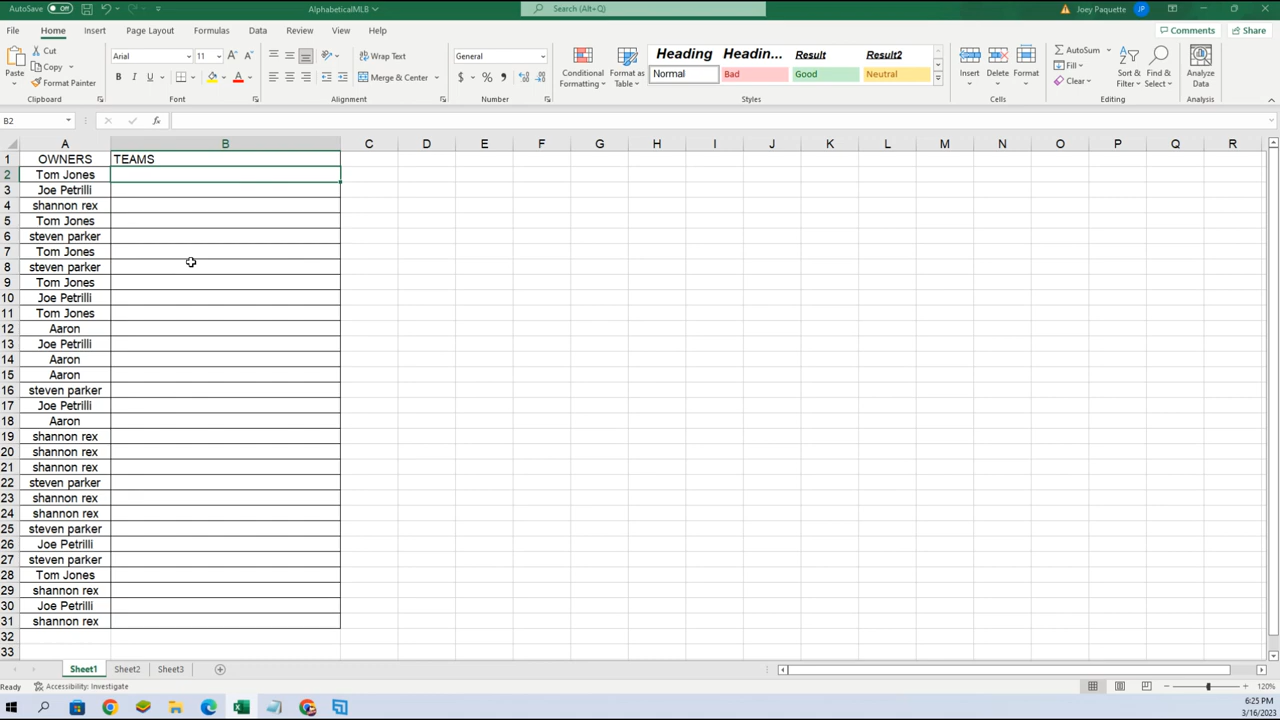 AutoSave Off AlphabeticalMLB Search (Alt+Q) Joey Paquette JP
File Home Insert Page Layout Formulas Data Review View Help Comments Share
Paste Cut Copy Format Painter
Clipboard
Arial 11
B I U
Font
Wrap Text
Merge & Center
Alignment
General
$ % ,
Number
Conditional Formatting
Format as Table
Heading Headin... Result Result2
Normal Bad Good Neutral
Styles
Insert Delete Format
Cells
AutoSum
Fill
Clear
Sort & Filter
Find & Select
Editing
Analyze Data
Analysis
B2 fx
A B C D E F G H I J K L M N O P Q R
1 OWNERS TEAMS
2 Tom Jones
3 Joe Petrilli
4 shannon rex
5 Tom Jones
6 steven parker
7 Tom Jones
8 steven parker
9 Tom Jones
10 Joe Petrilli
11 Tom Jones
12 Aaron
13 Joe Petrilli
14 Aaron
15 Aaron
16 steven parker
17 Joe Petrilli
18 Aaron
19 shannon rex
20 shannon rex
21 shannon rex
22 steven parker
23 shannon rex
24 shannon rex
25 steven parker
26 Joe Petrilli
27 steven parker
28 Tom Jones
29 shannon rex
30 Joe Petrilli
31 shannon rex
32
33
Sheet1 Sheet2 Sheet3
Ready Accessibility: Investigate 120%
6:25 PM
3/16/2023